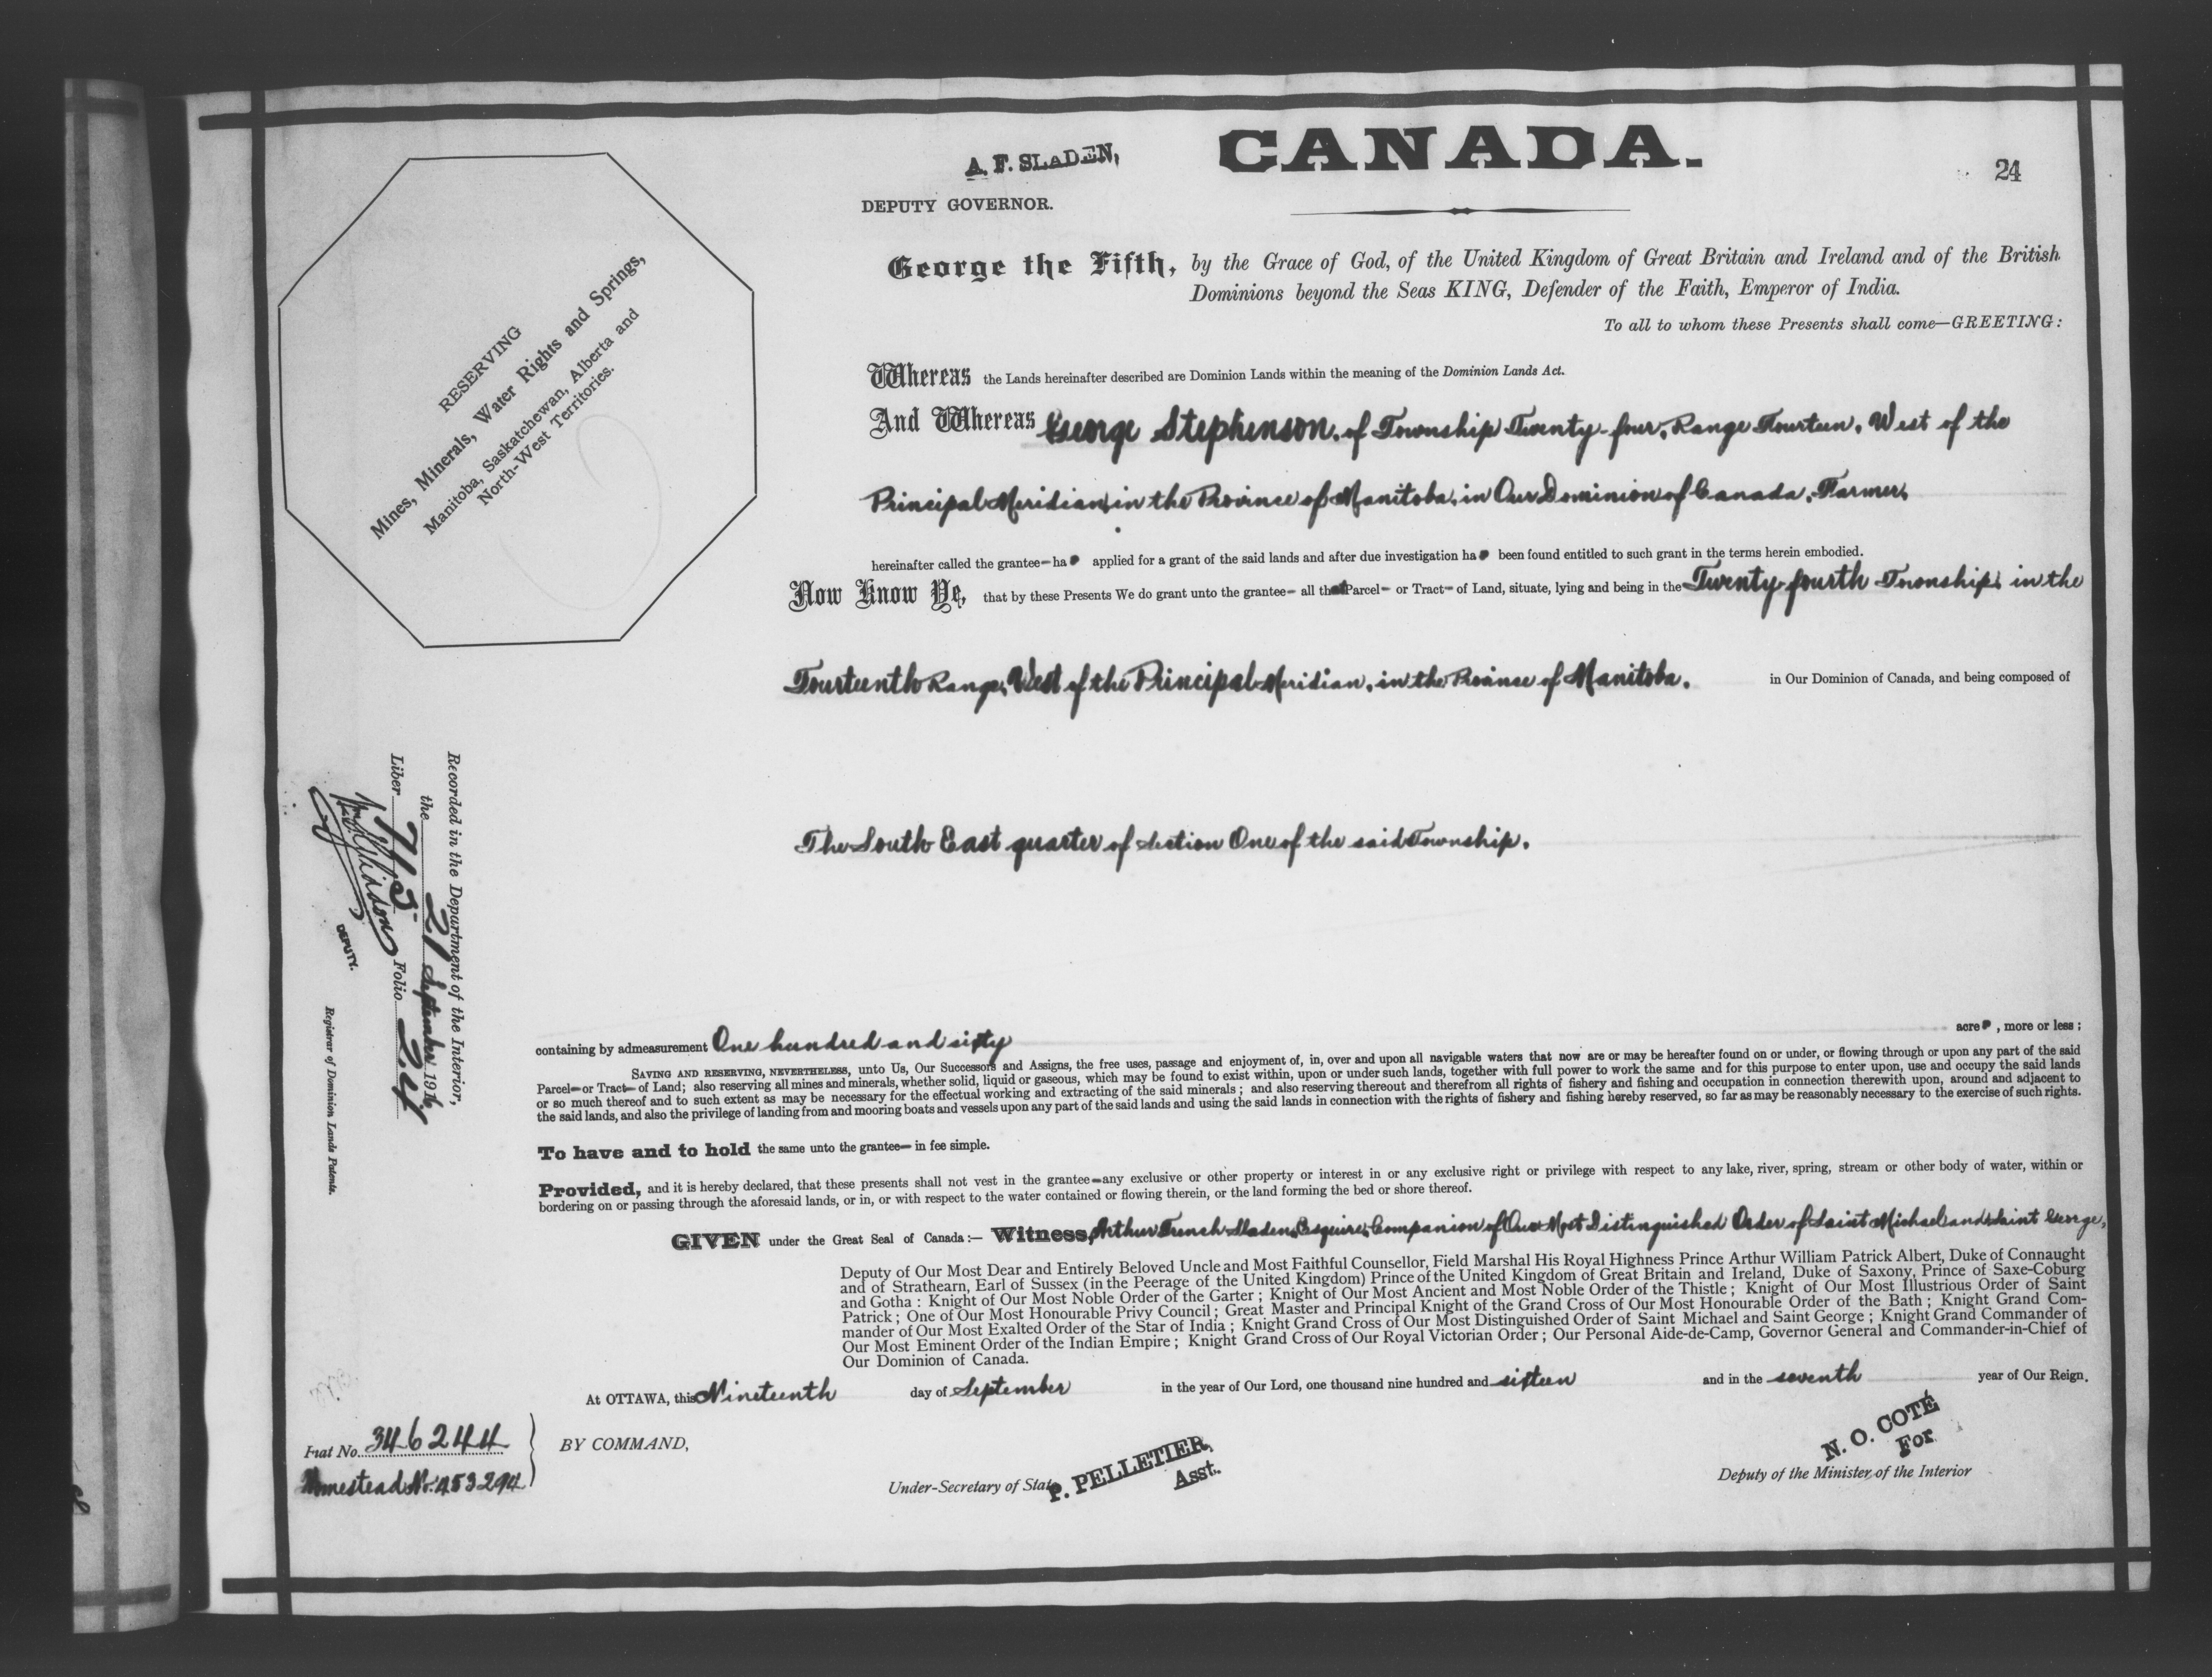 CANADA.
A. F. SLADEN,
24
DEPUTY GOVERNOR.
George the Fifth, by the Grace of God, of the United Kingdom of Great Britain and Ireland and of the British
Dominions beyond the Seas KING, Defender of the Faith, Emperor of India.
To all to whom these Presents shall come—GREETING:
RESERVING
Mines, Minerals, Water Rights and Springs,
Manitoba, Saskatchewan, Alberta and
North-West Territories.
Whereas the Lands hereinafter described are Dominion Lands within the meaning of the Dominion Lands Act.
And Whereas George Stephenson, of Township Twenty-four, Range Fourteen, West of the
Principal Meridian, in the Province of Manitoba, in Our Dominion of Canada, Farmer,
hereinafter called the grantee— has applied for a grant of the said lands and after due investigation has been found entitled to such grant in the terms herein embodied.
Now Know Ye, that by these Presents We do grant unto the grantee— all that Parcel— or Tract— of Land, situate, lying and being in the Twenty-fourth Township, in the
Fourteenth Range, West of the Principal Meridian, in the Province of Manitoba, in Our Dominion of Canada, and being composed of
The South East quarter of Section One of the said Township.
Recorded in the Department of the Interior,
the 21 September 1916
Liber 715 Folio 24
DEPUTY.
Registrar of Dominion Lands Patents.
containing by admeasurement One hundred and sixty acres, more or less;
SAVING AND RESERVING, NEVERTHELESS, unto Us, Our Successors and Assigns, the free uses, passage and enjoyment of, in, over and upon all navigable waters that now are or may be hereafter found on or under, or flowing through or upon any part of the said
Parcel— or Tract— of Land; also reserving all mines and minerals, whether solid, liquid or gaseous, which may be found to exist within, upon or under such lands, together with full power to work the same and for this purpose to enter upon, use and occupy the said lands
or so much thereof and to such extent as may be necessary for the effectual working and extracting of the said minerals; and also reserving thereout and therefrom all rights of fishery and fishing and occupation in connection therewith upon, around and adjacent to
the said lands, and also the privilege of landing from and mooring boats and vessels upon any part of the said lands and using the said lands in connection with the rights of fishery and fishing hereby reserved, so far as may be reasonably necessary to the exercise of such rights.
To have and to hold the same unto the grantee— in fee simple.
Provided, and it is hereby declared, that these presents shall not vest in the grantee— any exclusive or other property or interest in or any exclusive right or privilege with respect to any lake, river, spring, stream or other body of water, within or
bordering on or passing through the aforesaid lands, or in, or with respect to the water contained or flowing therein, or the land forming the bed or shore thereof.
GIVEN under the Great Seal of Canada:— Witness, Arthur French Sladen, Esquire, Companion of Our Most Distinguished Order of Saint Michael and Saint George,
Deputy of Our Most Dear and Entirely Beloved Uncle and Most Faithful Counsellor, Field Marshal His Royal Highness Prince Arthur William Patrick Albert, Duke of Connaught
and of Strathearn, Earl of Sussex (in the Peerage of the United Kingdom) Prince of the United Kingdom of Great Britain and Ireland, Duke of Saxony, Prince of Saxe-Coburg
and Gotha: Knight of Our Most Noble Order of the Garter; Knight of Our Most Ancient and Most Noble Order of the Thistle; Knight of Our Most Illustrious Order of Saint
Patrick; One of Our Most Honourable Privy Council; Great Master and Principal Knight of the Grand Cross of Our Most Honourable Order of the Bath; Knight Grand Com-
mander of Our Most Exalted Order of the Star of India; Knight Grand Cross of Our Most Distinguished Order of Saint Michael and Saint George; Knight Grand Commander of
Our Most Eminent Order of the Indian Empire; Knight Grand Cross of Our Royal Victorian Order; Our Personal Aide-de-Camp, Governor General and Commander-in-Chief of
Our Dominion of Canada.
At OTTAWA, this Nineteenth day of September in the year of Our Lord, one thousand nine hundred and sixteen and in the seventh year of Our Reign.
Fiat No. 346244
Homestead No. 453294
BY COMMAND,
P. PELLETIER,
Asst.
Under-Secretary of State
N. O. COTÉ
For
Deputy of the Minister of the Interior